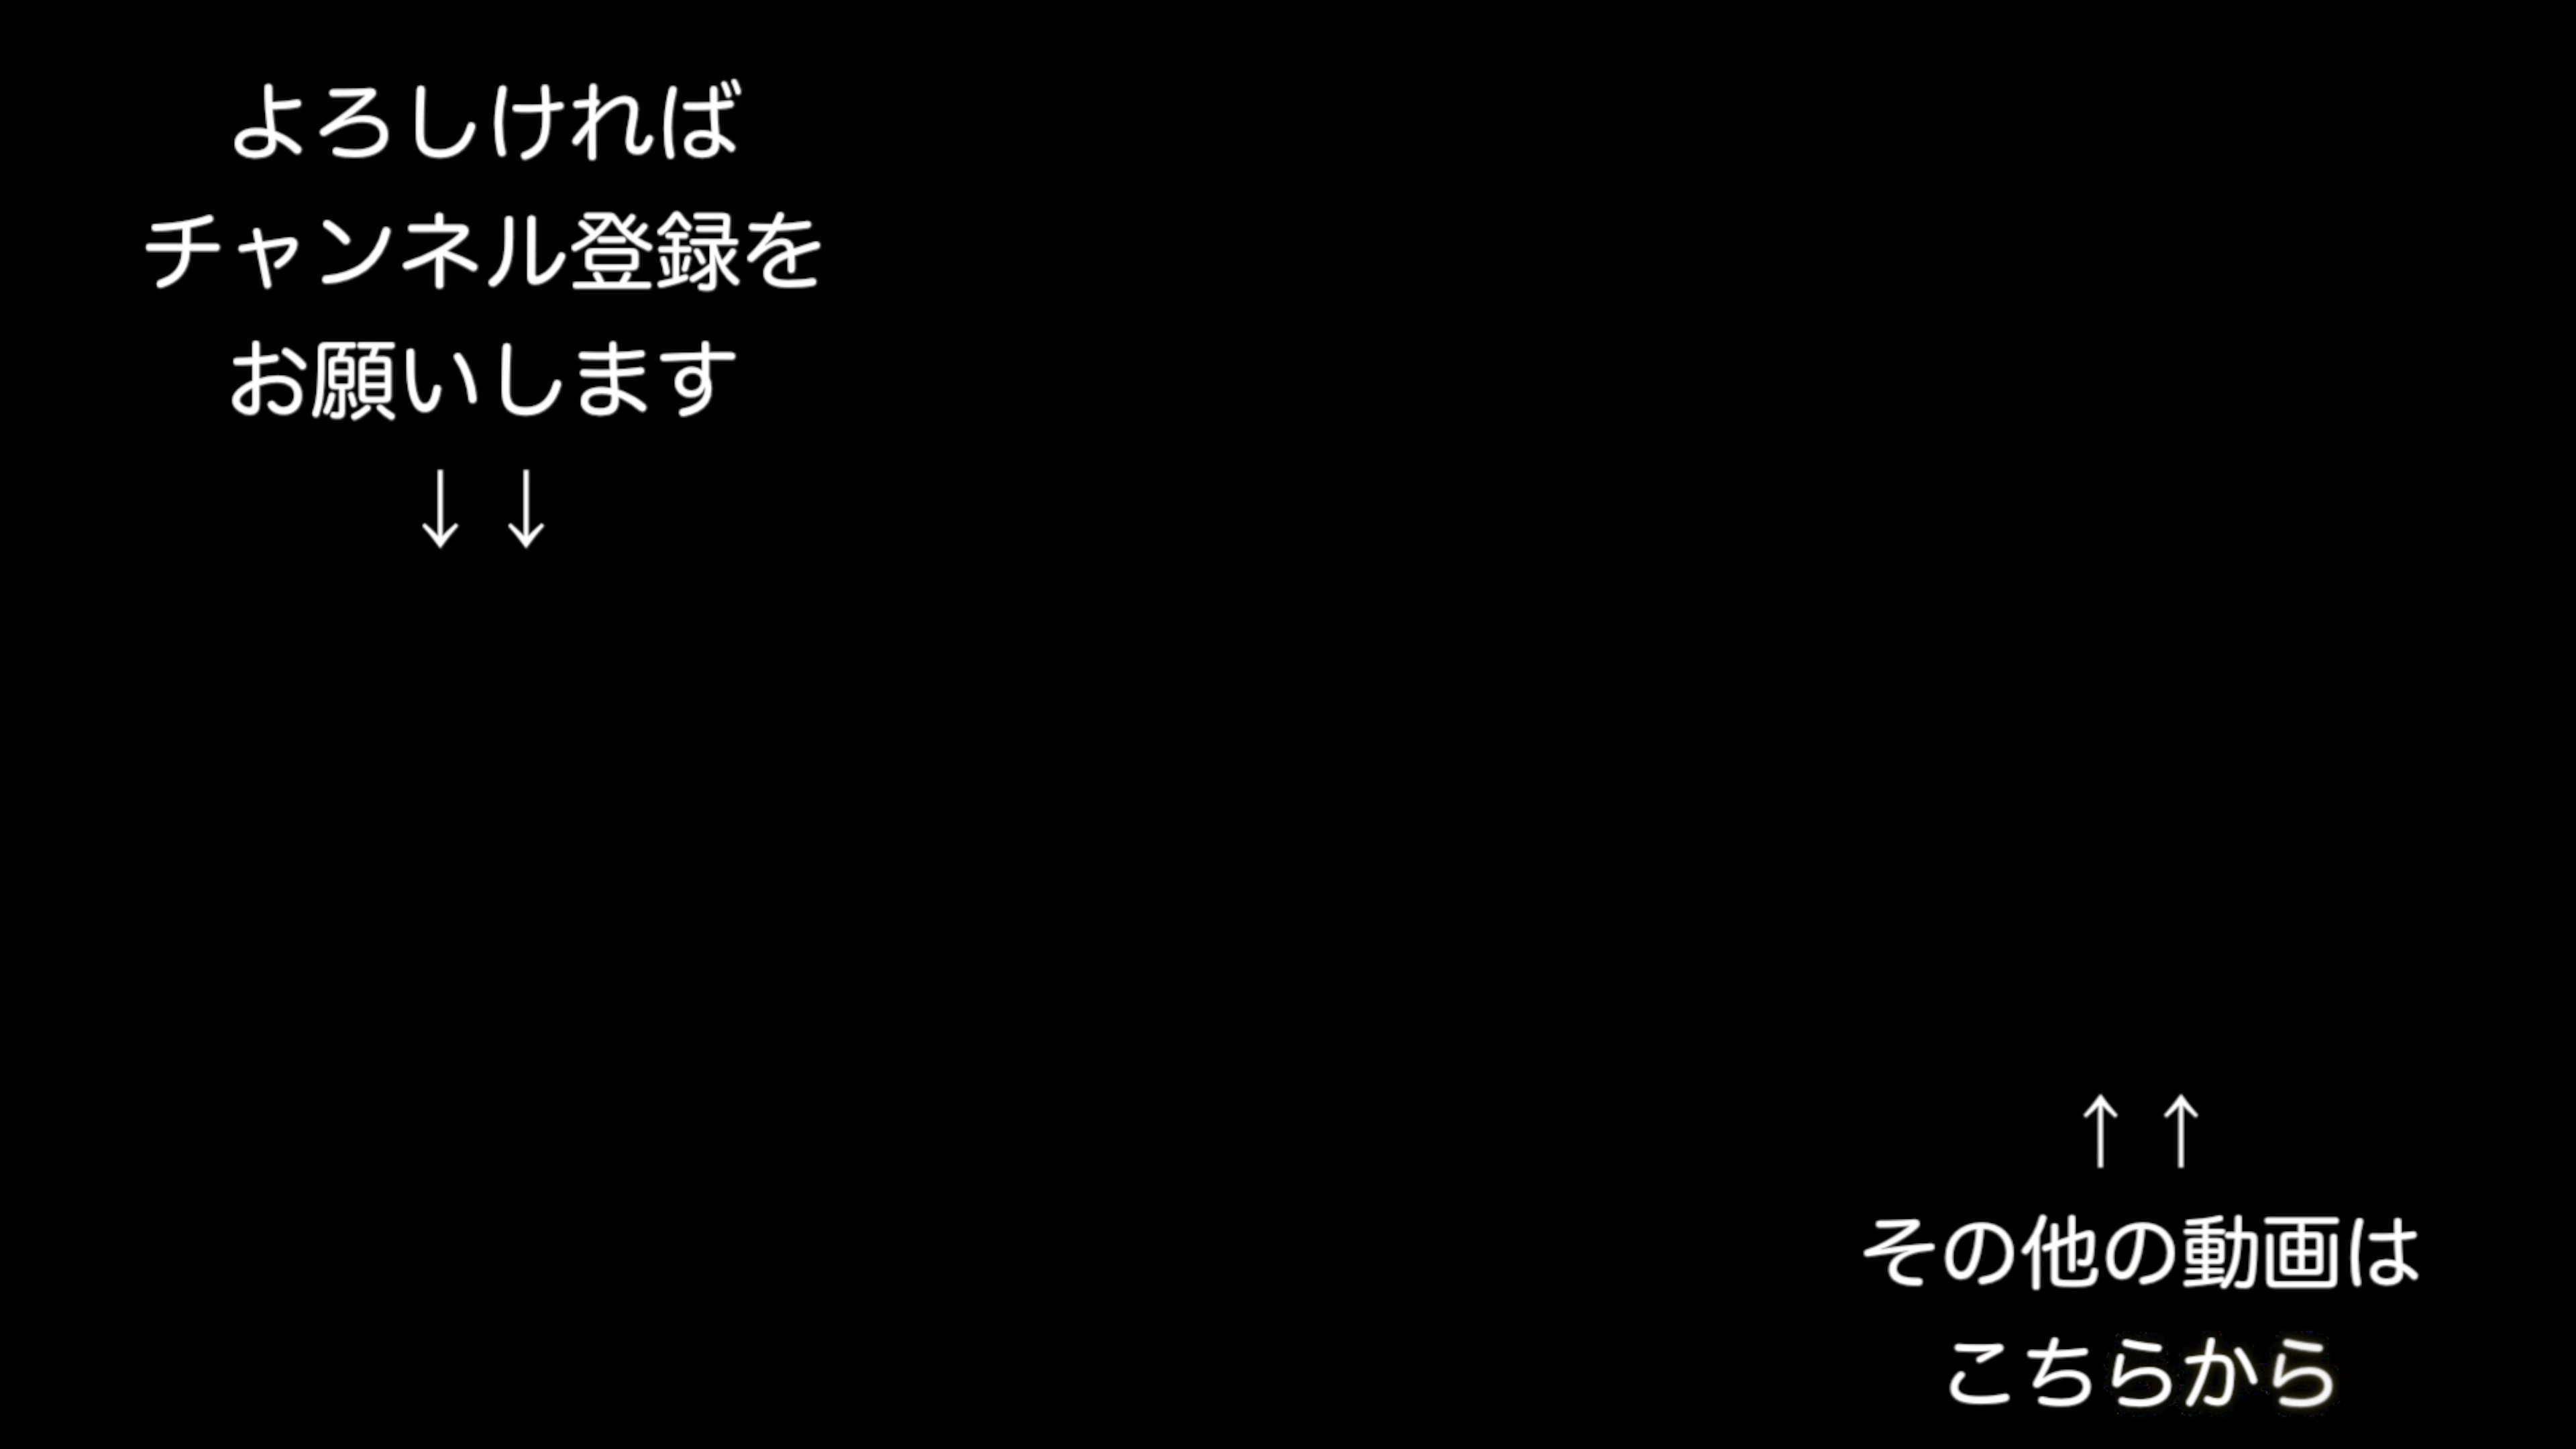 よろしければ
チャンネル登録を
お願いします
↓↓
↑↑
その他の動画は
こちらから